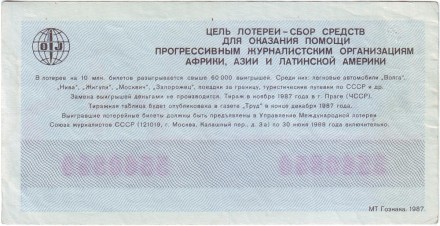 OIJ
ЦЕЛЬ ЛОТЕРЕИ–СБОР СРЕДСТВ
ДЛЯ ОКАЗАНИЯ ПОМОЩИ
ПРОГРЕССИВНЫМ ЖУРНАЛИСТСКИМ ОРГАНИЗАЦИЯМ
АФРИКИ, АЗИИ И ЛАТИНСКОЙ АМЕРИКИ
В лотерее на 10 мен. билетов разыгрывается свыше 60 000 выигрышей. Среди них: легковые автомобили „Волга",
„Нива", „Жигули", „Москвич", „Запорожец", поездки за границу, туристические путевки по СССР и др.
Замена выигрышей деньгами не производится. Тираж в ноябре 1987 года в г. Праге (ЧССР).
Тиражная таблица будет опубликована в газете „Труд" в конце декабря 1987 года.
Выигравшие лотерейные билеты должны быть предъявлены в Управление Международной лотереи
Союза журналистов СССР (121019, г. Москва, Калашный пер., д. 3а) по 30 июня 1988 года включительно.
МТ Гознака. 1987.